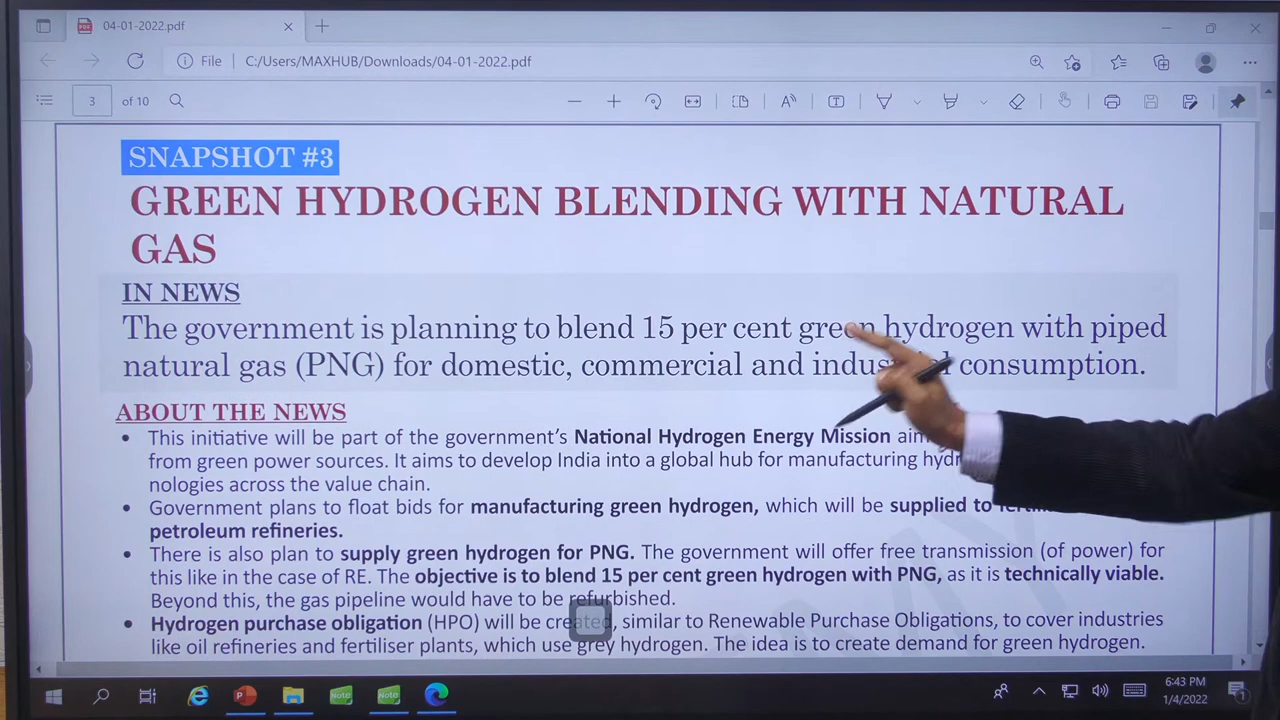 04-01-2022.pdf
File C:/Users/MAXHUB/Downloads/04-01-2022.pdf
3 of 10
SNAPSHOT #3
GREEN HYDROGEN BLENDING WITH NATURAL
GAS
IN NEWS
The government is planning to blend 15 per cent green hydrogen with piped
natural gas (PNG) for domestic, commercial and industrial consumption.
ABOUT THE NEWS
• This initiative will be part of the government's National Hydrogen Energy Mission
from green power sources. It aims to develop India into a global hub for manufacturing
nologies across the value chain.
• Government plans to float bids for manufacturing green hydrogen, which will be supplied to
petroleum refineries.
• There is also plan to supply green hydrogen for PNG. The government will offer free transmission (of power) for
this like in the case of RE. The objective is to blend 15 per cent green hydrogen with PNG, as it is technically viable.
Beyond this, the gas pipeline would have to be refurbished.
• Hydrogen purchase obligation (HPO) will be created, similar to Renewable Purchase Obligations, to cover industries
like oil refineries and fertiliser plants, which use grey hydrogen. The idea is to create demand for green hydrogen.
Note Note
6:43 PM
1/4/2022